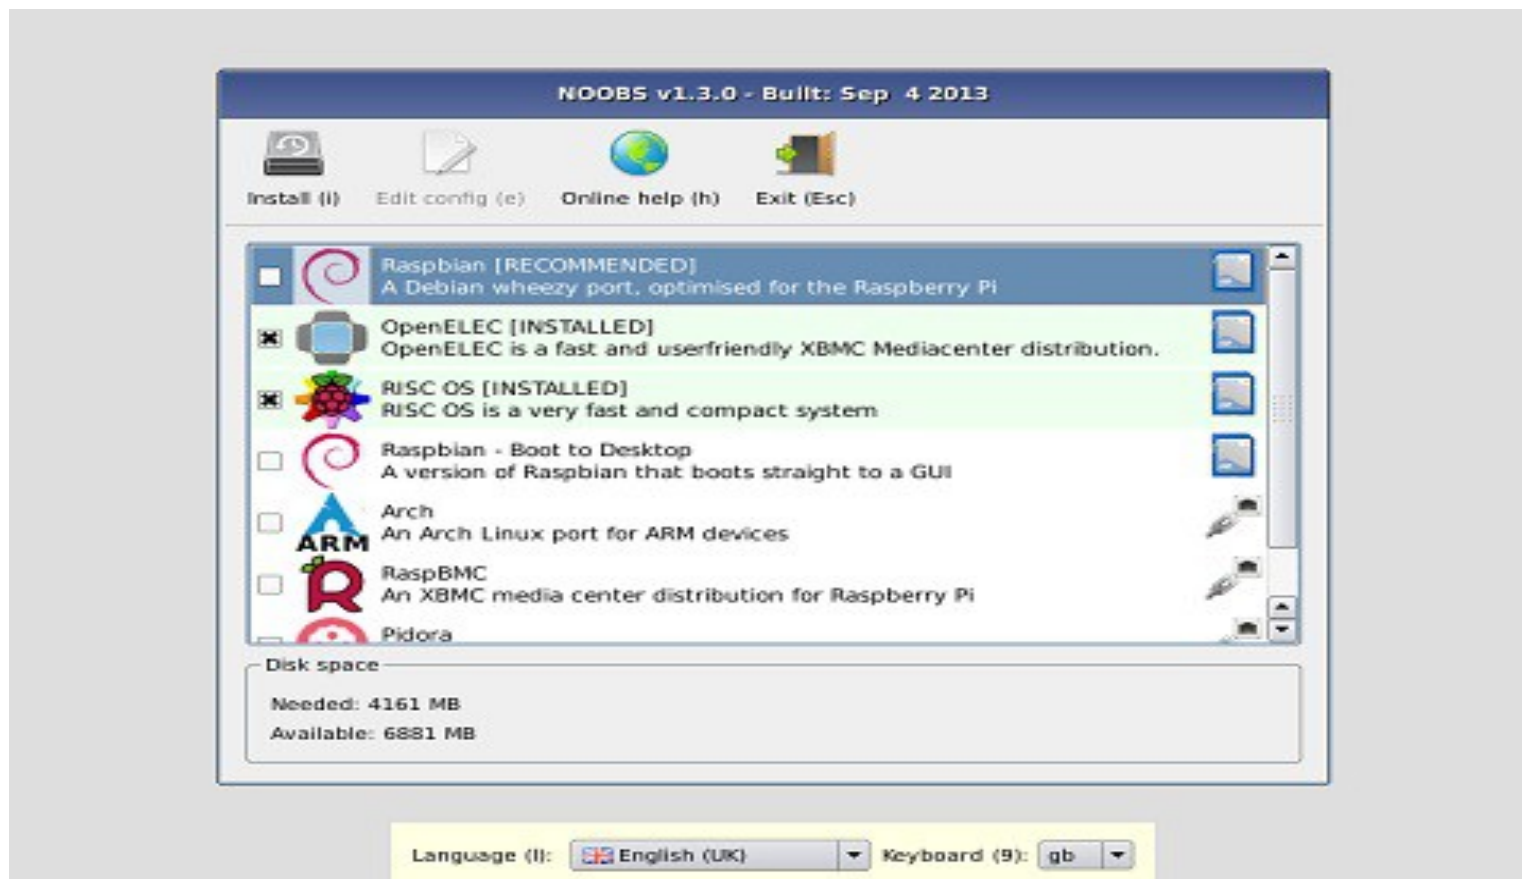 NOOBS v1.3.0 - Built: Sep 4 2013
Install (i) Edit config (e) Online help (h) Exit (Esc)
Raspbian [RECOMMENDED]
A Debian wheezy port, optimised for the Raspberry Pi
OpenELEC [INSTALLED]
OpenELEC is a fast and userfriendly XBMC Mediacenter distribution.
RISC OS [INSTALLED]
RISC OS is a very fast and compact system
Raspbian - Boot to Desktop
A version of Raspbian that boots straight to a GUI
ARM
Arch
An Arch Linux port for ARM devices
RaspBMC
An XBMC media center distribution for Raspberry Pi
Pidora
Disk space
Needed: 4161 MB
Available: 6881 MB
Language (l): English (UK) Keyboard (9): gb